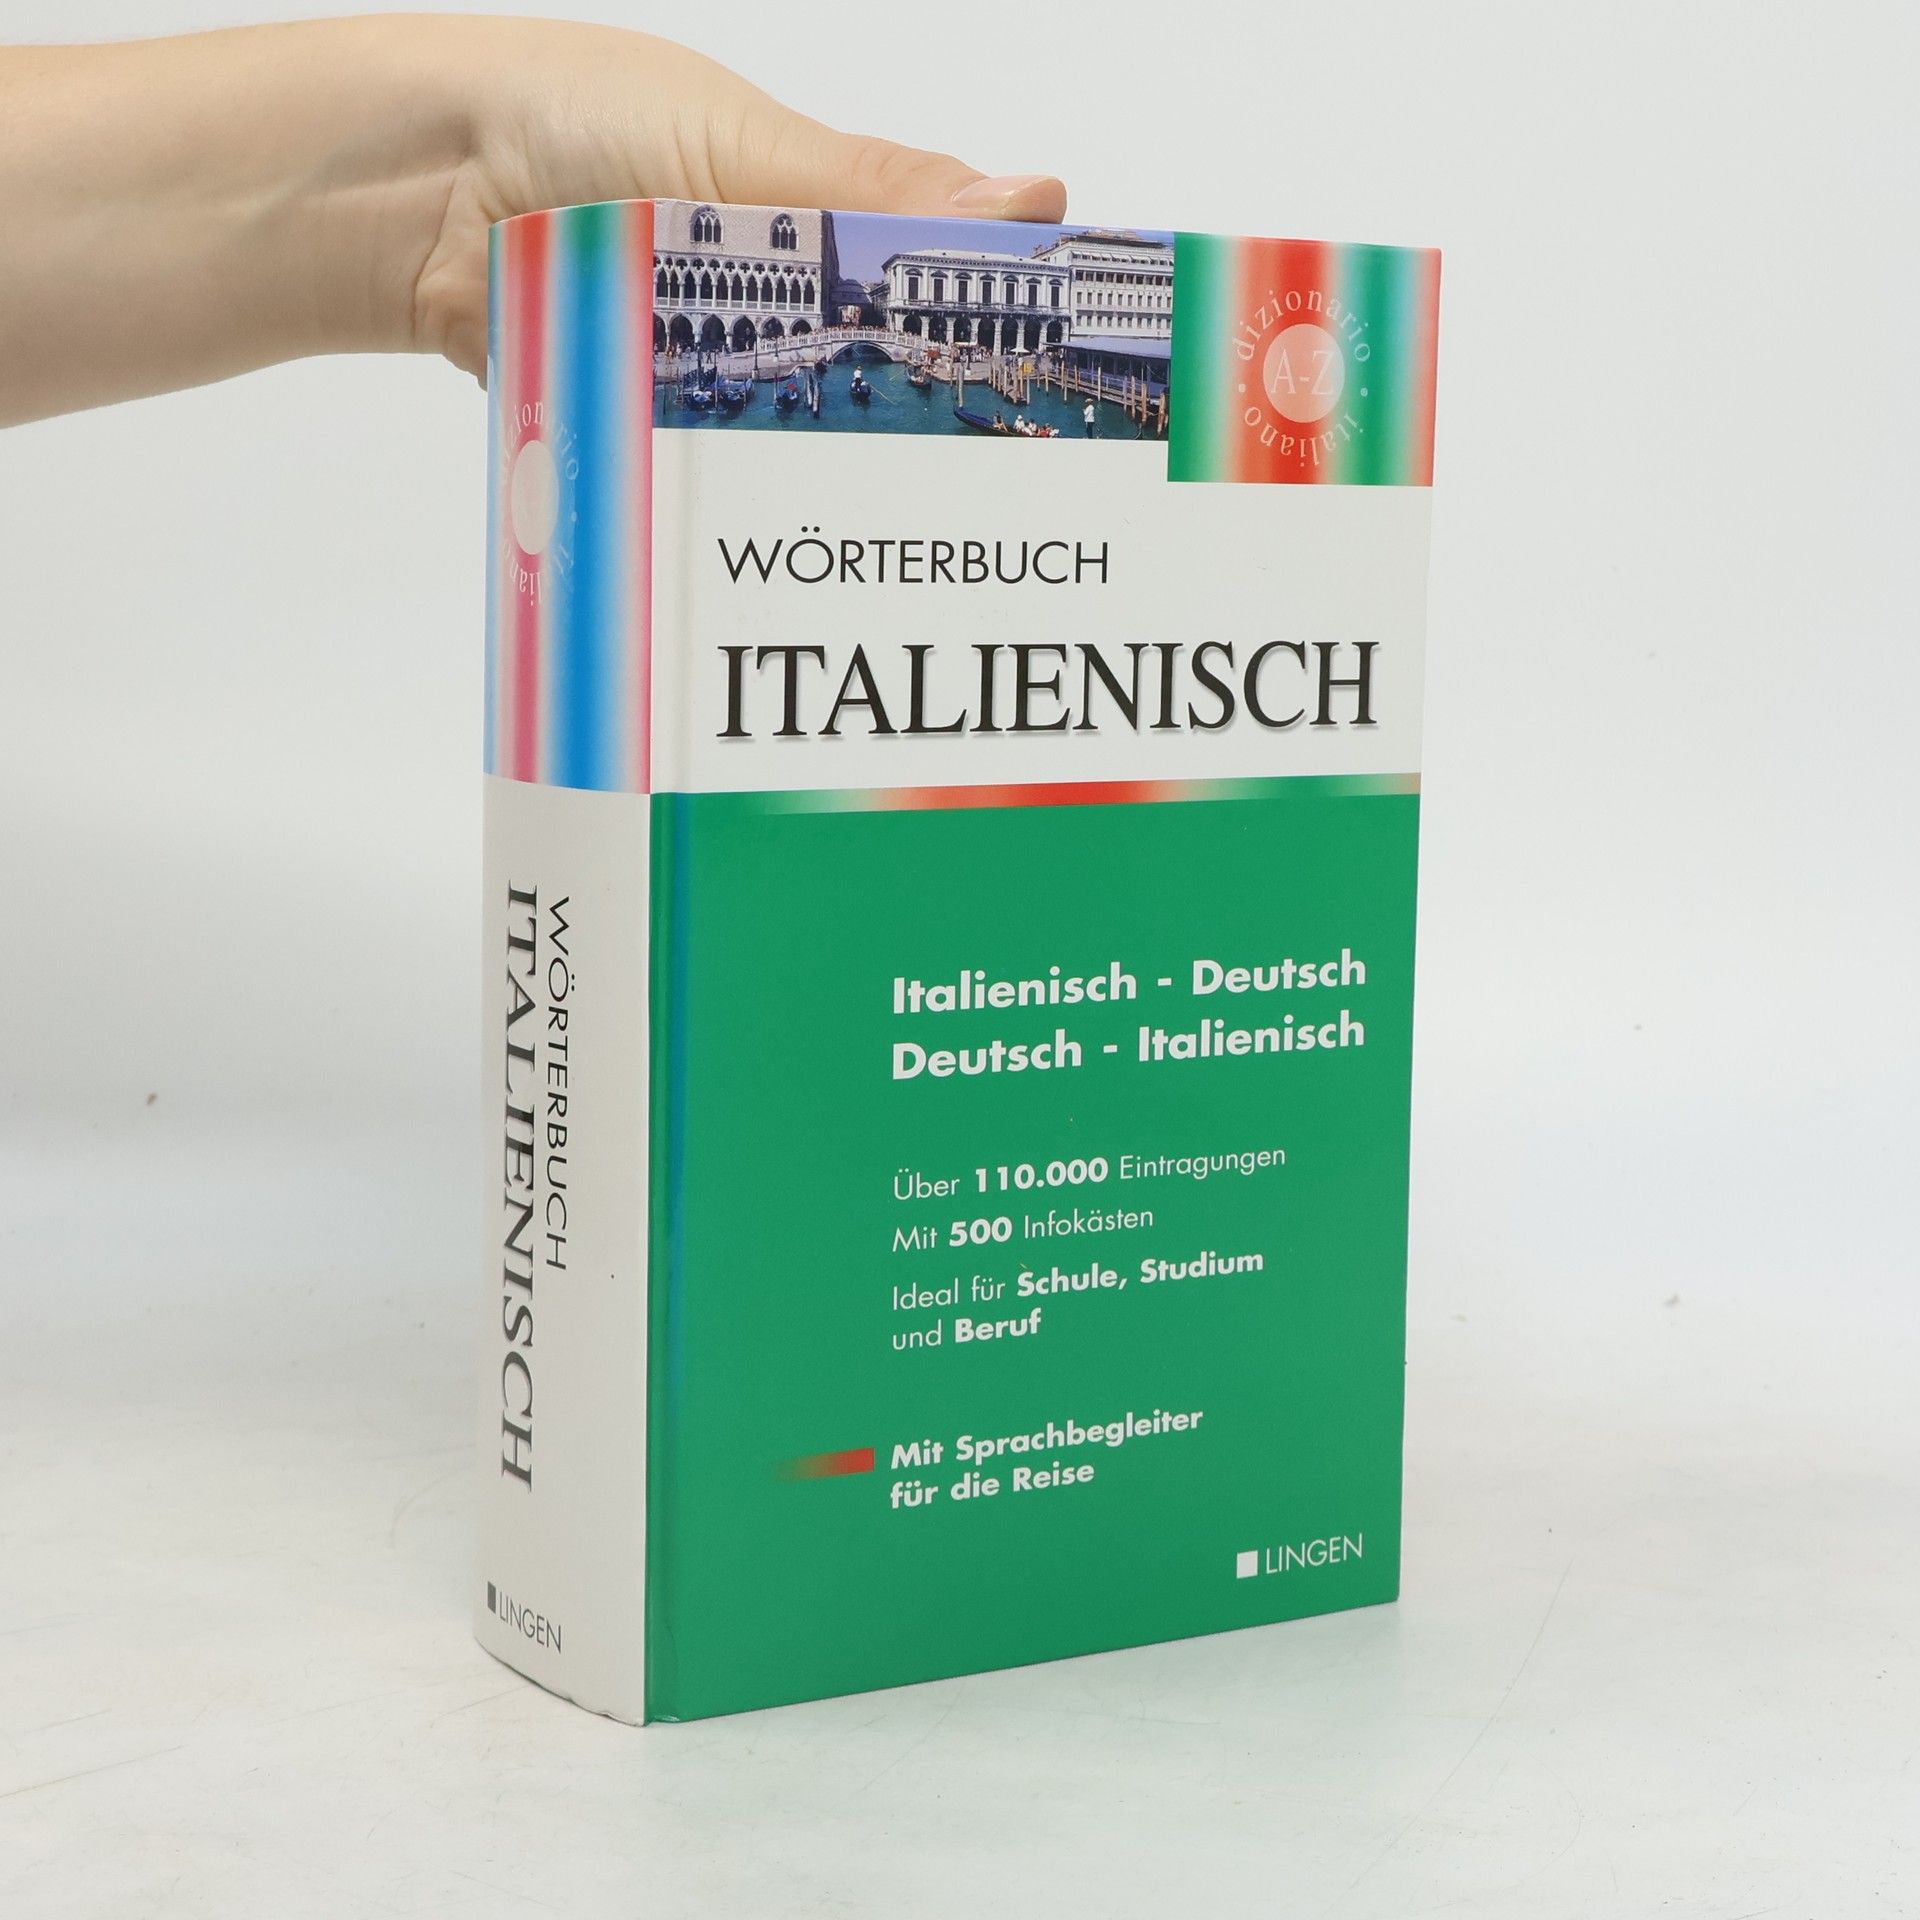 dizionario • italiano •
A-Z
WÖRTERBUCH
ITALIENISCH
Italienisch - Deutsch
Deutsch - Italienisch
Über 110.000 Eintragungen
Mit 500 Infokästen
Ideal für Schule, Studium
und Beruf
Mit Sprachbegleiter
für die Reise
LINGEN
WÖRTERBUCH
ITALIENISCH
LINGEN